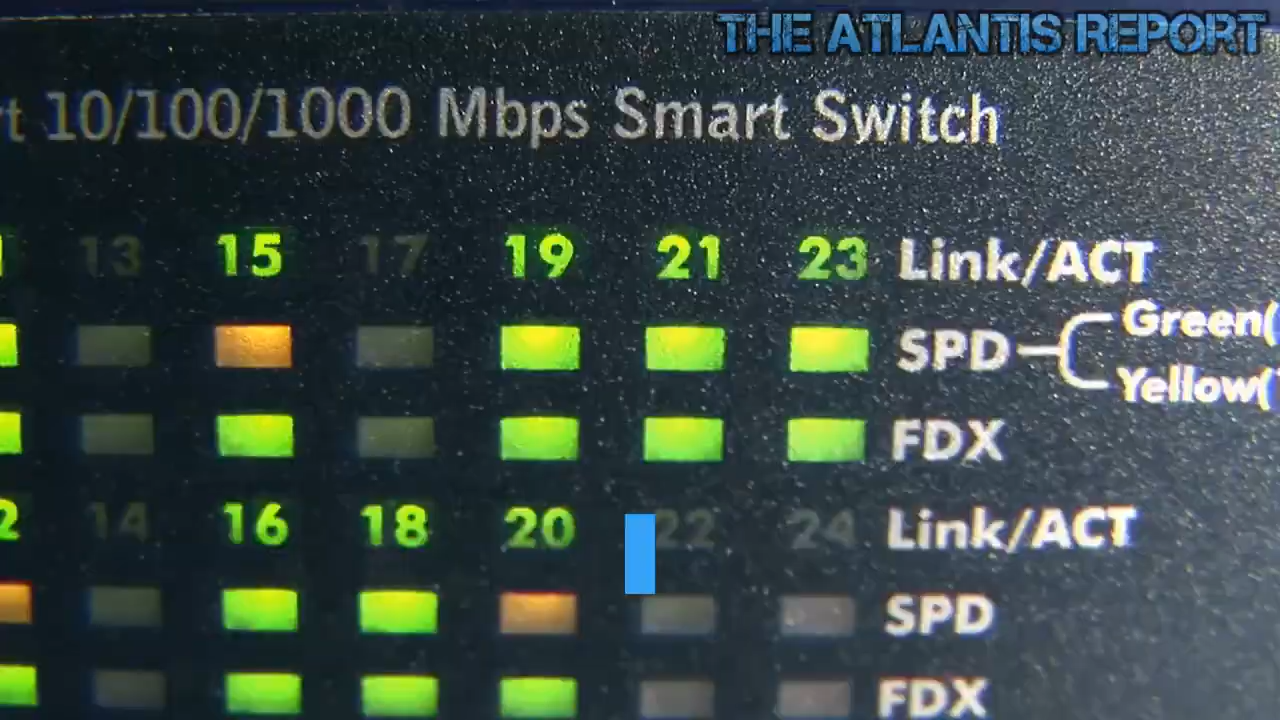 THE ATLANTIS REPORT
10/100/1000 Mbps Smart Switch
13 15 17 19 21 23 Link/ACT
Green(
SPD
Yellow(
FDX
14 16 18 20 22 24 Link/ACT
SPD
FDX